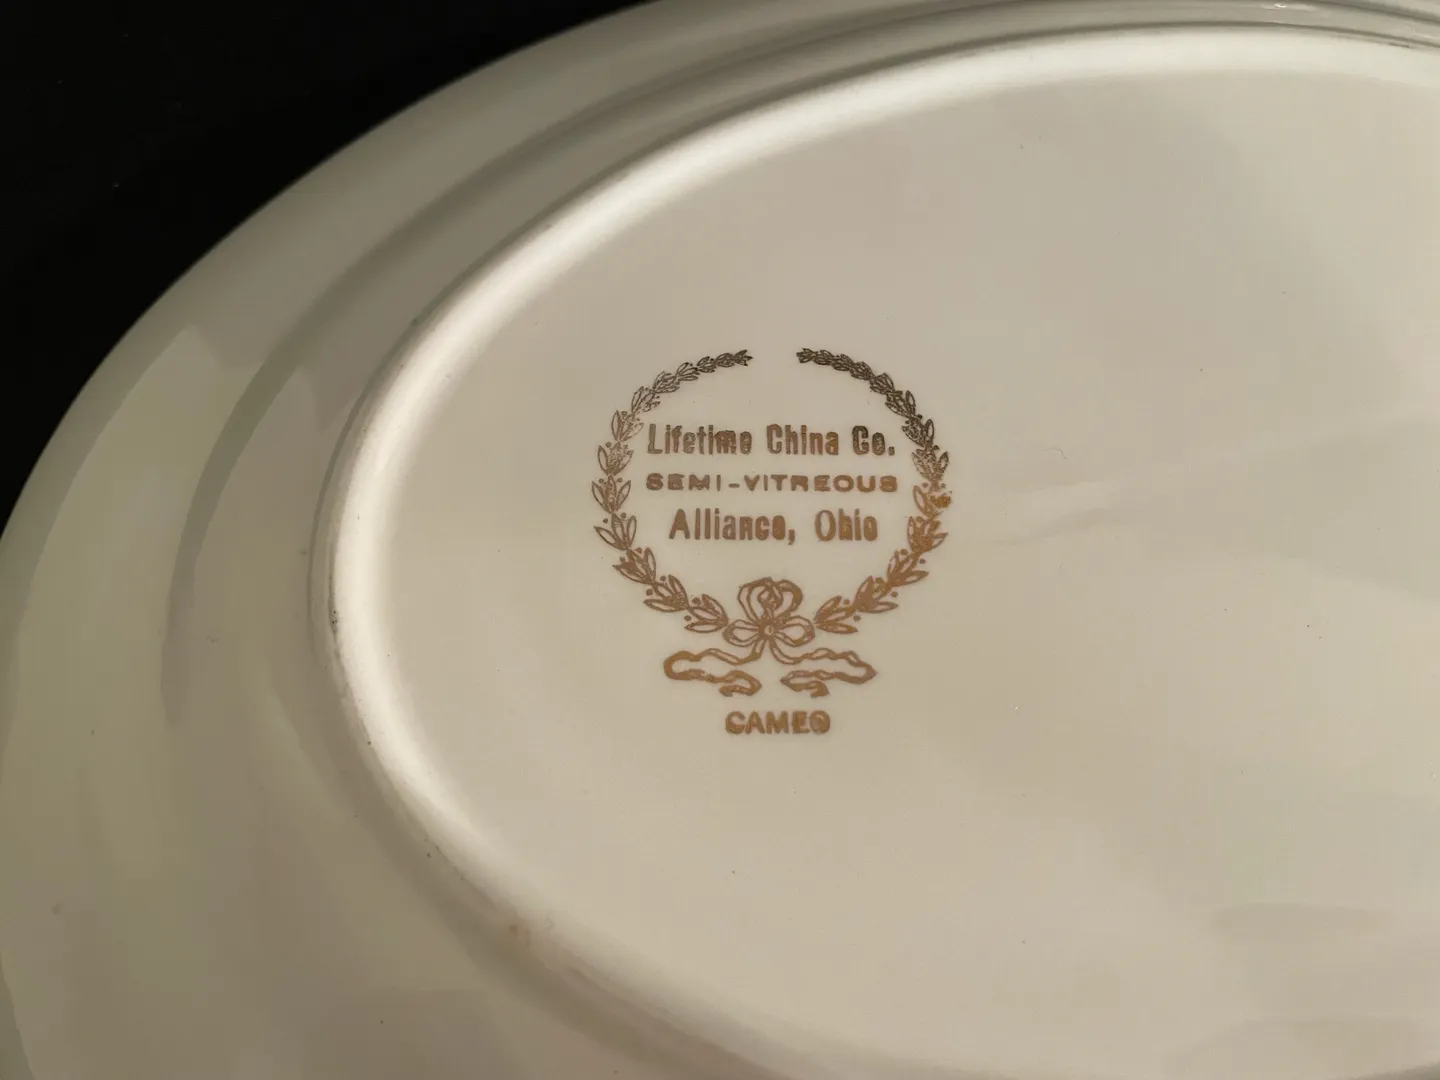 Lifetime China Co.
SEMI-VITREOUS
Alliance, Ohio
CAMEO